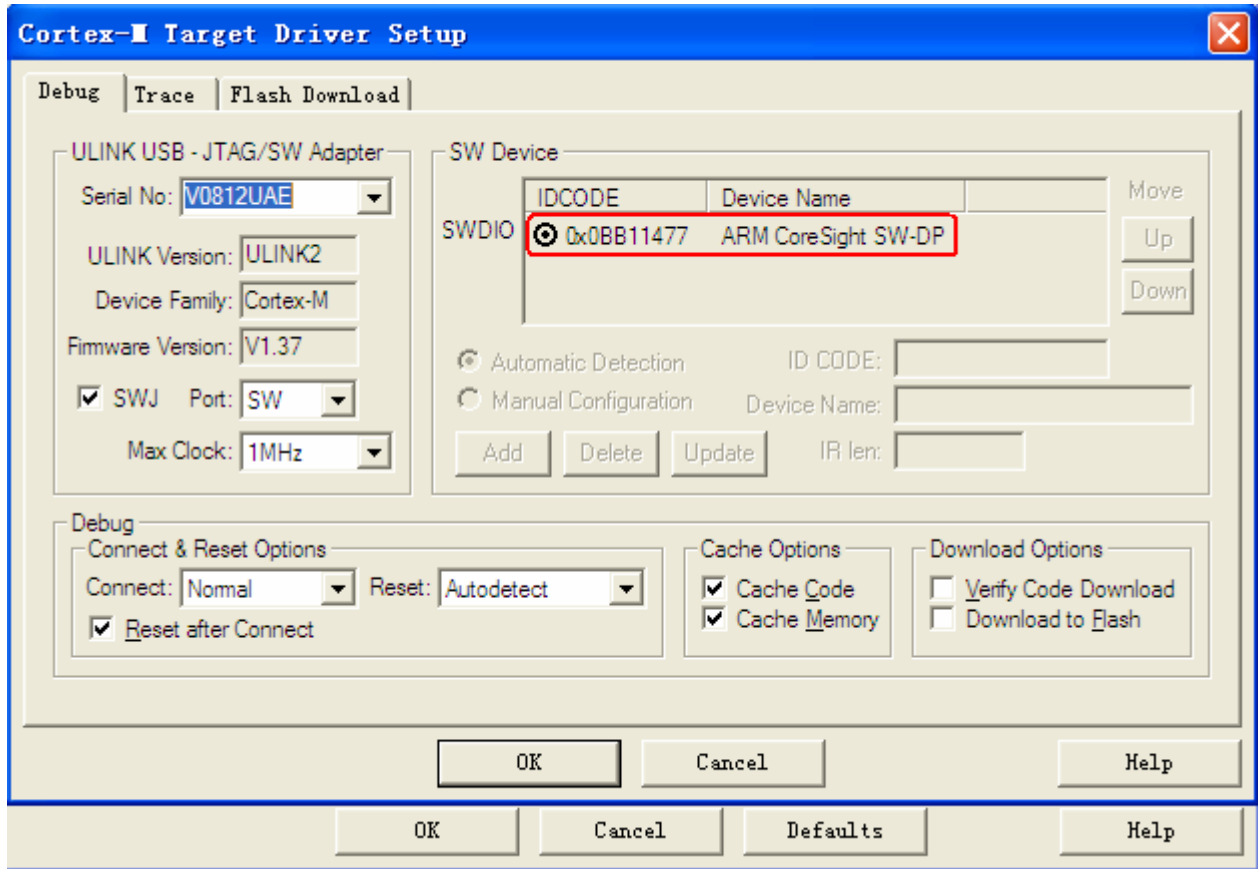 Cortex-M Target Driver Setup
Debug Trace Flash Download
ULINK USB - JTAG/SW Adapter
Serial No: V0812UAE
ULINK Version: ULINK2
Device Family: Cortex-M
Firmware Version: V1.37
SWJ Port: SW
Max Clock: 1MHz
SW Device
IDCODE Device Name
SWDIO 0x0BB11477 ARM CoreSight SW-DP
Move
Up
Down
Automatic Detection ID CODE:
Manual Configuration Device Name:
Add Delete Update IR len:
Debug
Connect & Reset Options
Connect: Normal Reset: Autodetect
Reset after Connect
Cache Options
Cache Code
Cache Memory
Download Options
Verify Code Download
Download to Flash
OK Cancel Help
OK Cancel Defaults Help